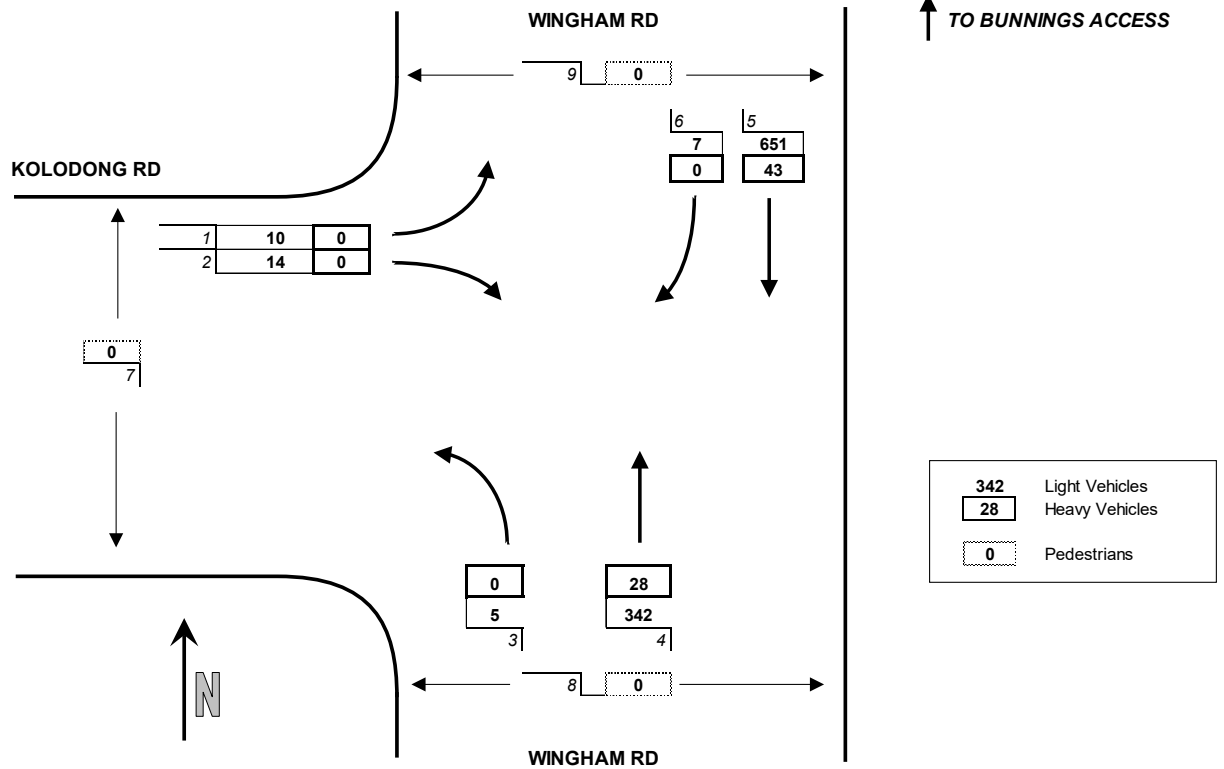 WINGHAM RD
TO BUNNINGS ACCESS
9 0
6 5
7 651
0 43
KOLODONG RD
1 10 0
2 14 0
0
7
342 Light Vehicles
28 Heavy Vehicles
0 Pedestrians
0 28
5 342
3 4
8 0
N
WINGHAM RD